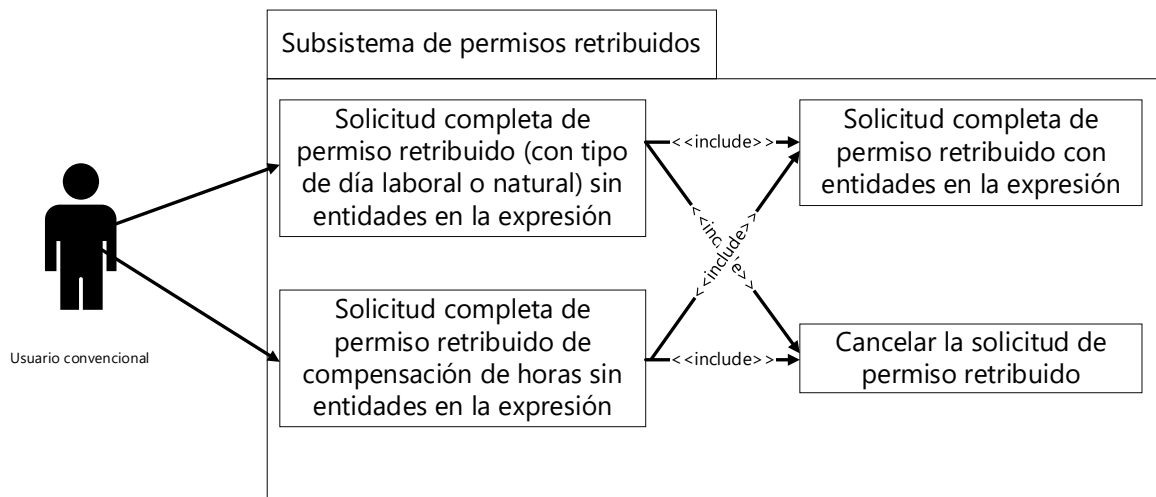 Subsistema de permisos retribuidos
Solicitud completa de
permiso retribuido (con tipo
de día laboral o natural) sin
entidades en la expresión
<<include>>
Solicitud completa de
permiso retribuido con
entidades en la expresión
<<include>>
<<include>>
Usuario convencional
Solicitud completa de
permiso retribuido de
compensación de horas sin
entidades en la expresión
<<include>>
Cancelar la solicitud de
permiso retribuido